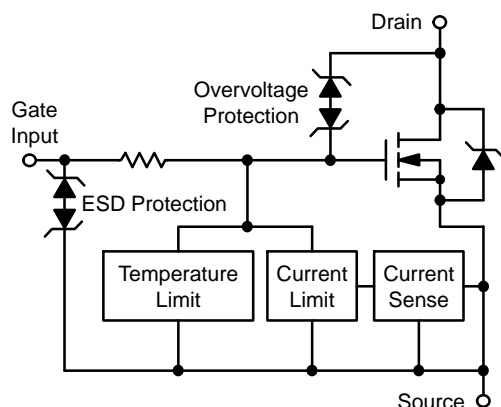 Drain
Overvoltage
Protection
Gate
Input
ESD Protection
Temperature
Limit
Current
Limit
Current
Sense
Source